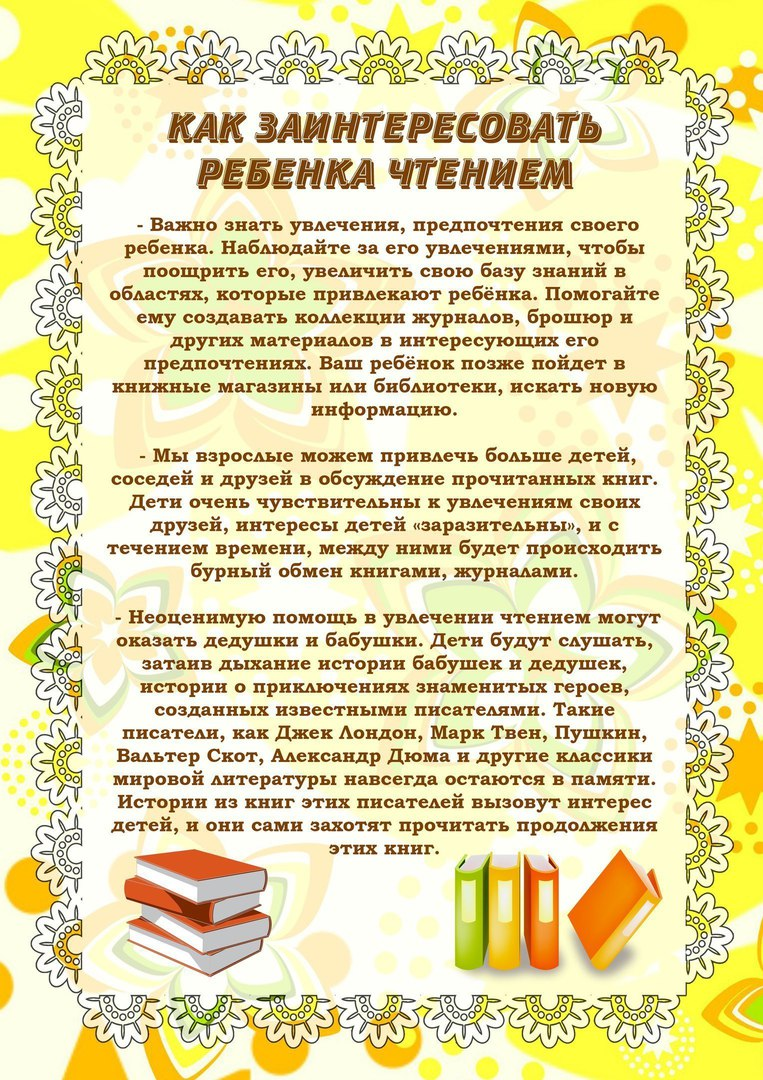 КАК ЗАИНТЕРЕСОВАТЬ
РЕБЕНКА ЧТЕНИЕМ
- Важно знать увлечения, предпочтения своего
ребенка. Наблюдайте за его увлечениями, чтобы
поощрить его, увеличить свою базу знаний в
областях, которые привлекают ребёнка. Помогайте
ему создавать коллекции журналов, брошюр и
других материалов в интересующих его
предпочтениях. Ваш ребёнок позже пойдет в
книжные магазины или библиотеки, искать новую
информацию.
- Мы взрослые можем привлечь больше детей,
соседей и друзей в обсуждение прочитанных книг.
Дети очень чувствительны к увлечениям своих
друзей, интересы детей «заразительны», и с
течением времени, между ними будет происходить
бурный обмен книгами, журналами.
- Неоценимую помощь в увлечении чтением могут
оказать дедушки и бабушки. Дети будут слушать,
затаив дыхание истории бабушек и дедушек,
истории о приключениях знаменитых героев,
созданных известными писателями. Такие
писатели, как Джек Лондон, Марк Твен, Пушкин,
Вальтер Скот, Александр Дюма и другие классики
мировой литературы навсегда остаются в памяти.
Истории из книг этих писателей вызовут интерес
детей, и они сами захотят прочитать продолжения
этих книг.